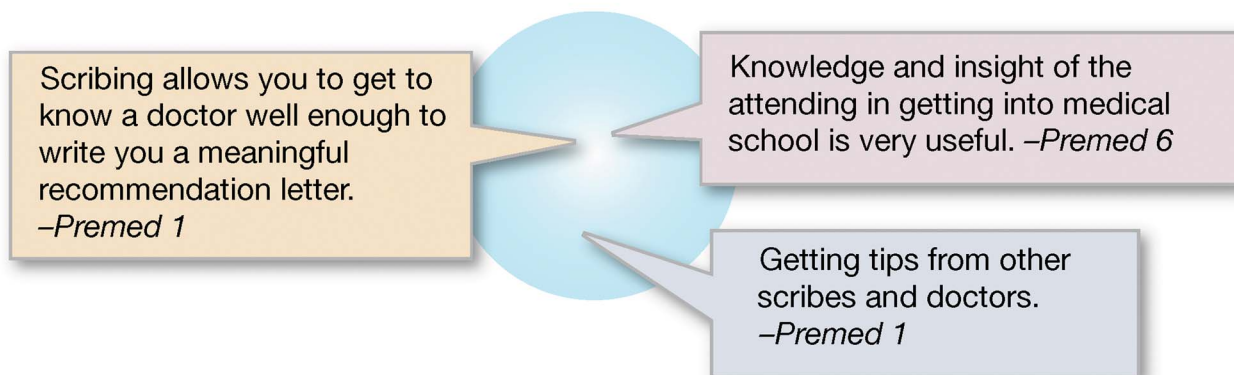 Scribing allows you to get to
know a doctor well enough to
write you a meaningful
recommendation letter.
–Premed 1
Knowledge and insight of the
attending in getting into medical
school is very useful. –Premed 6
Getting tips from other
scribes and doctors.
–Premed 1